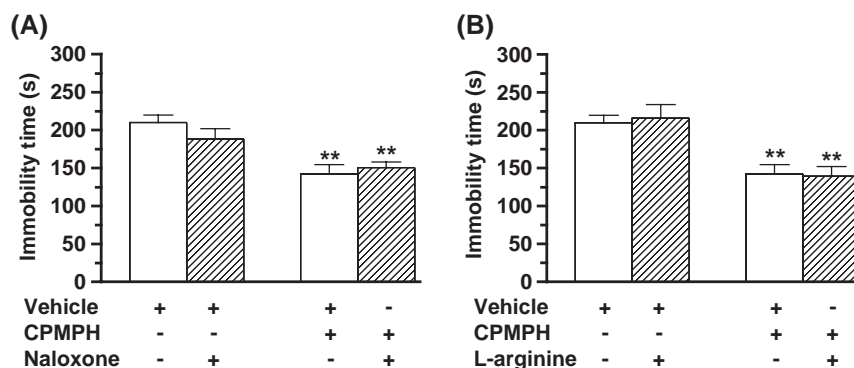 (A)
Immobility time (s)
300
250
200
150
100
50
0
** **
Vehicle + + + -
CPMPH - - + +
Naloxone - + - +
(B)
Immobility time (s)
300
250
200
150
100
50
0
** **
Vehicle + + + -
CPMPH - - + +
L-arginine - + - +